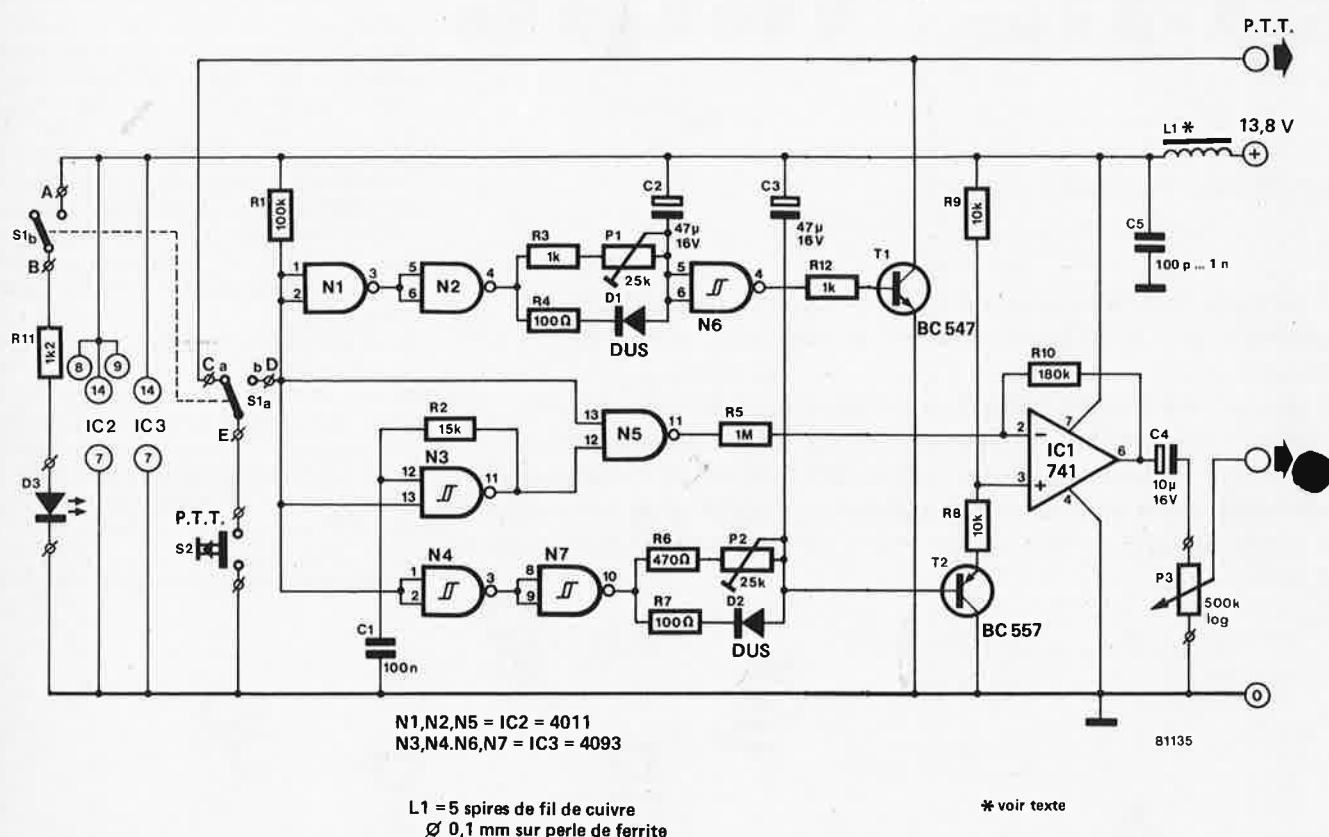 P.T.T.
L1 *
13,8 V
+
A
S1b
B
R11
1k2
D3
8
9
14
14
IC2
IC3
7
7
R1
100k
C
a
b
D
S1a
E
P.T.T.
S2
1
2
N1
3
5
6
N2
4
R3
1k
P1
25k
R4
100Ω
D1
DUS
C2
47µ
16V
5
6
N6
4
C3
47µ
16V
R12
1k
T1
BC 547
R9
10k
C5
100 p ... 1 n
R2
15k
N3
12
13
11
13
12
N5
11
R5
1M
R10
180k
2
−
3
+
7
IC1
741
6
4
C4
10µ
16V
R8
10k
T2
BC 557
P3
500k
log
N4
1
2
3
N7
8
9
10
R6
470Ω
P2
25k
R7
100Ω
D2
DUS
C1
100n
0
N1,N2,N5 = IC2 = 4011
N3,N4.N6,N7 = IC3 = 4093
81135
L1 = 5 spires de fil de cuivre
Ø 0,1 mm sur perle de ferrite
* voir texte